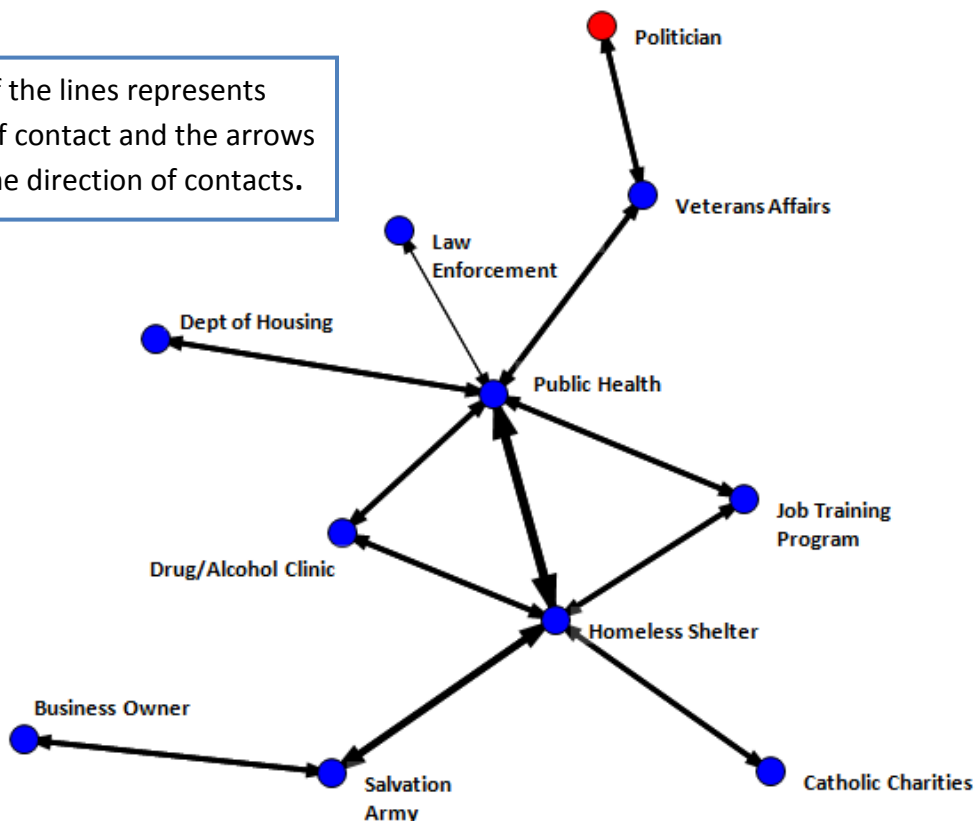 Politician
f the lines represents
f contact and the arrows
he direction of contacts.
Veterans Affairs
Law
Enforcement
Dept of Housing
Public Health
Job Training
Program
Drug/Alcohol Clinic
Homeless Shelter
Business Owner
Salvation
Army
Catholic Charities